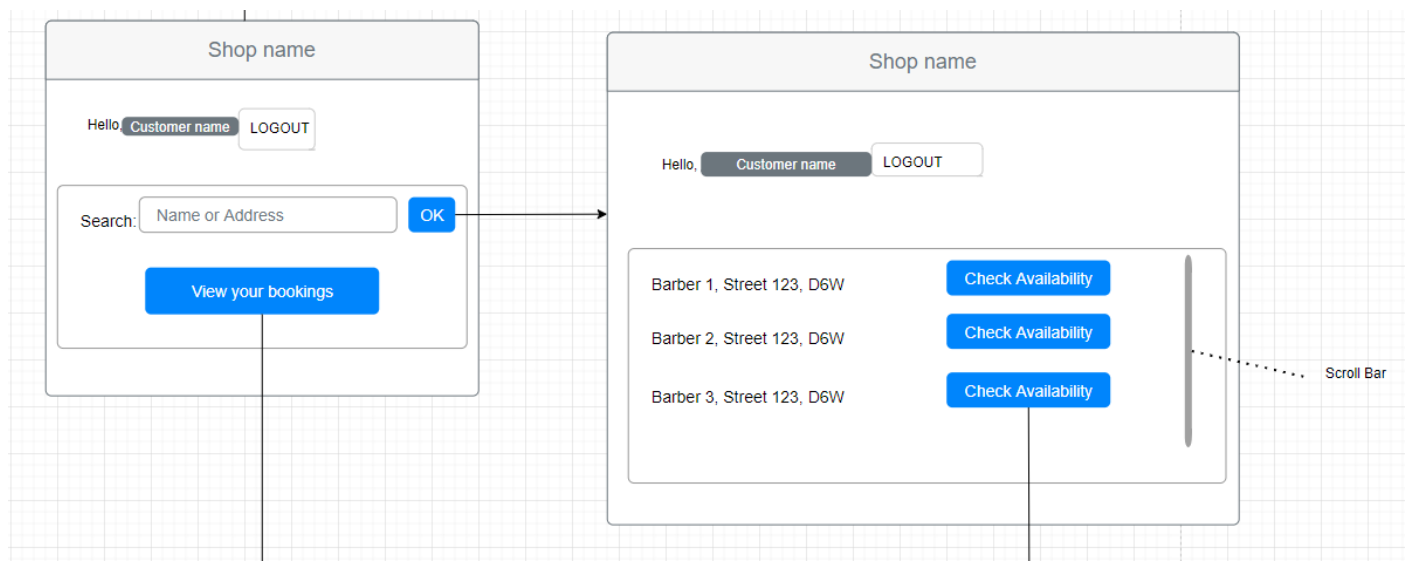 Shop name
Hello, Customer name LOGOUT
Search: Name or Address OK
View your bookings
Shop name
Hello, Customer name LOGOUT
Barber 1, Street 123, D6W Check Availability
Barber 2, Street 123, D6W Check Availability
Barber 3, Street 123, D6W Check Availability
Scroll Bar